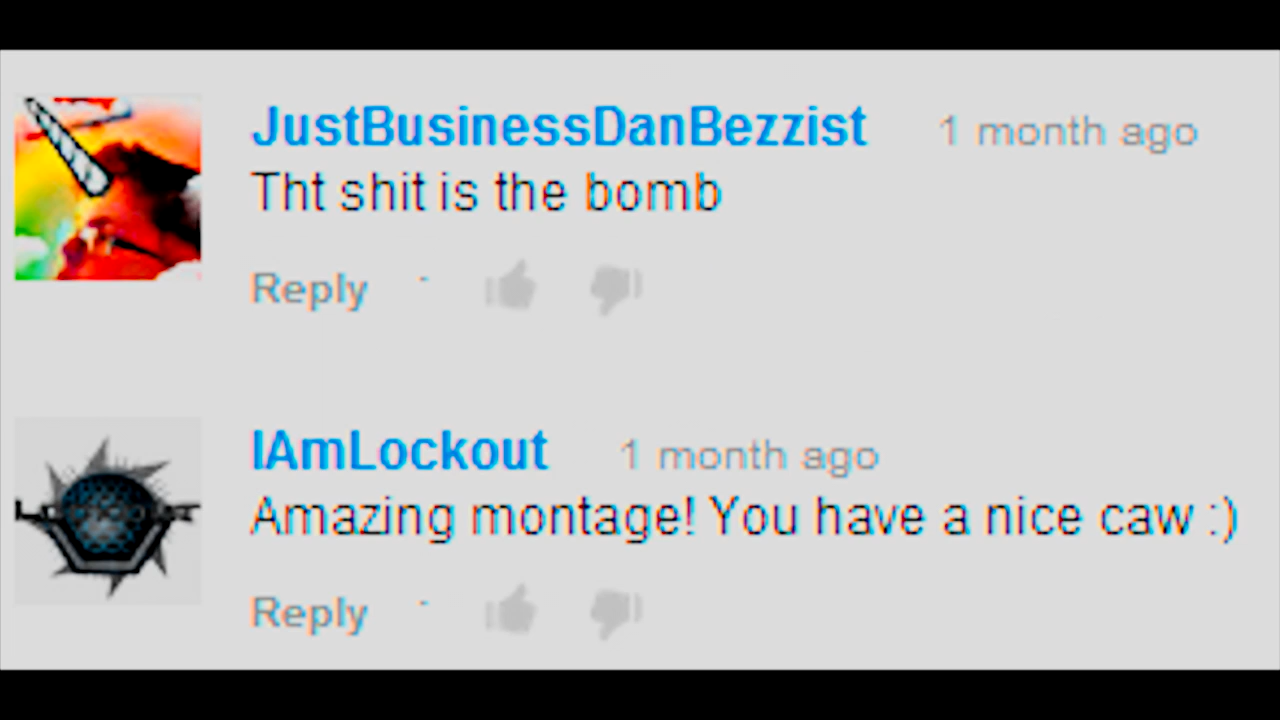 JustBusinessDanBezzist 1 month ago
Tht shit is the bomb
Reply
IAmLockout 1 month ago
Amazing montage! You have a nice caw :)
Reply